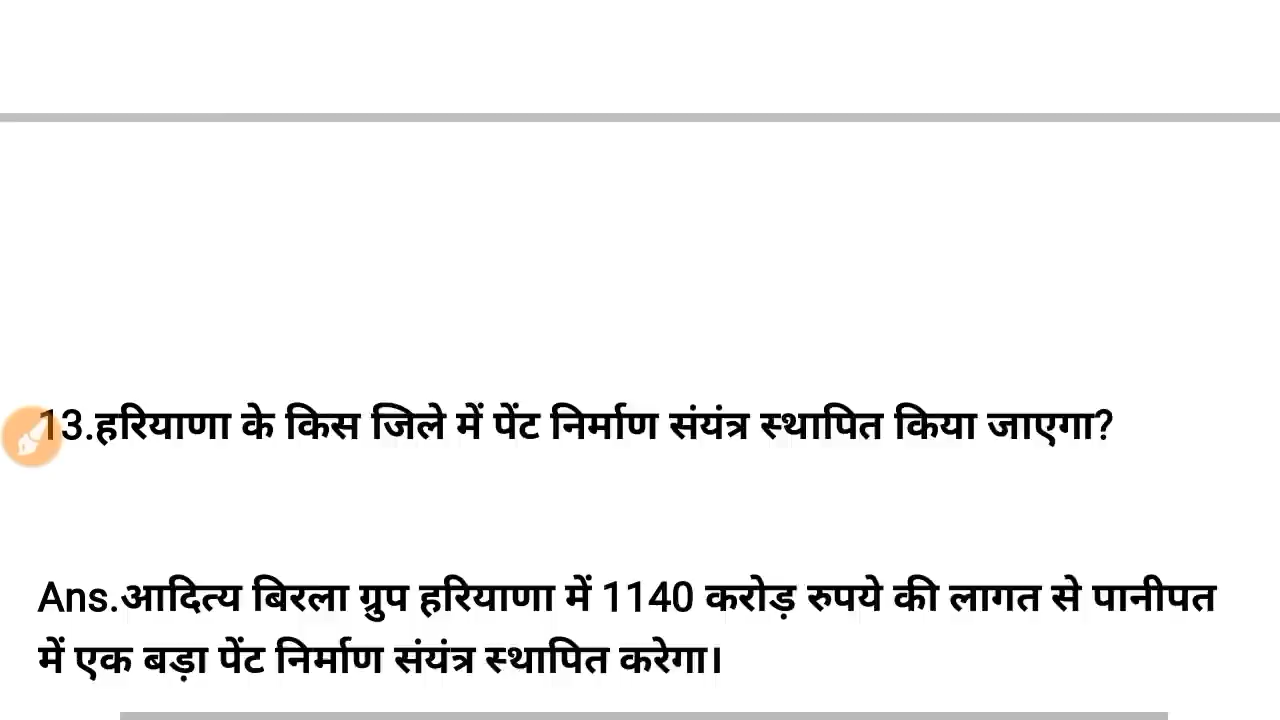 13.हरियाणा के किस जिले में पेंट निर्माण संयंत्र स्थापित किया जाएगा?
Ans.आदित्य बिरला ग्रुप हरियाणा में 1140 करोड़ रुपये की लागत से पानीपत
में एक बड़ा पेंट निर्माण संयंत्र स्थापित करेगा।